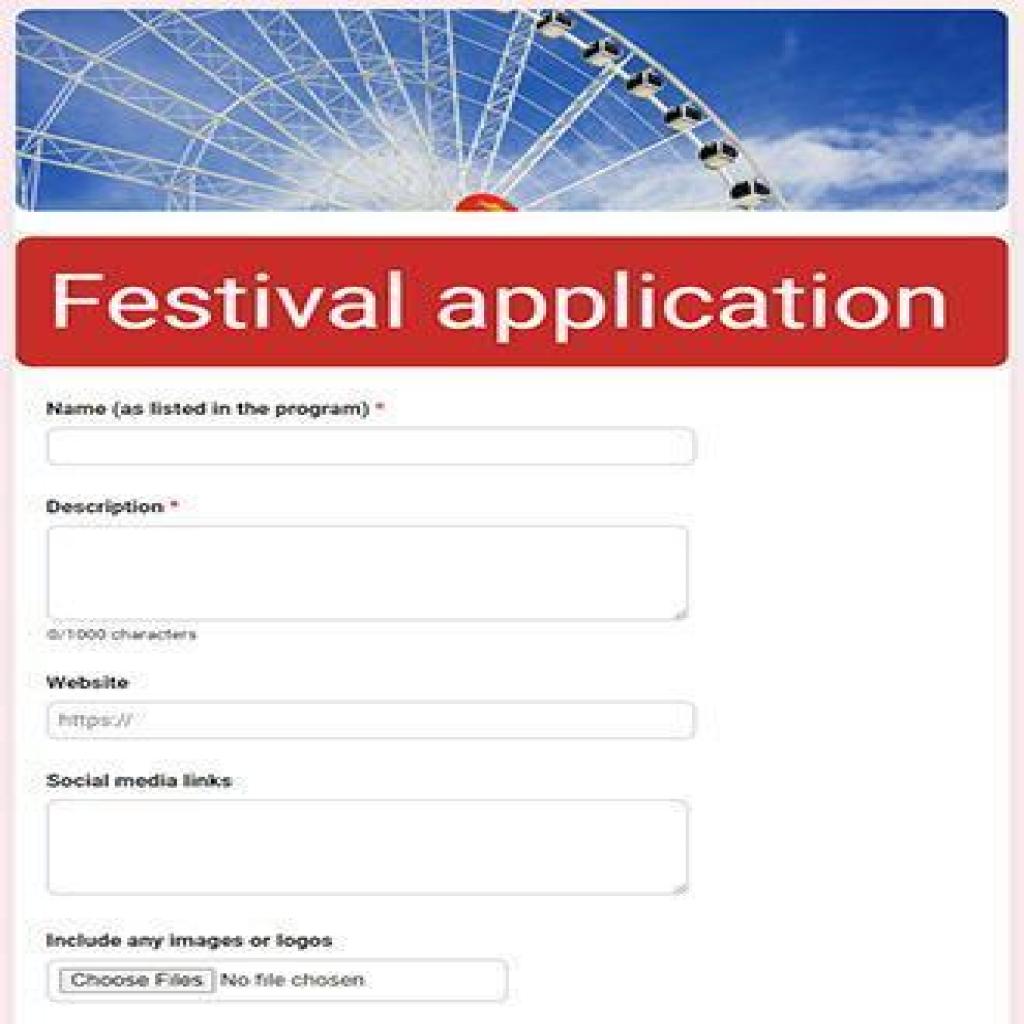 Festival application
Name (as listed in the program) *
Description *
0/1000 characters
Website
https://
Social media links
Include any images or logos
Choose Files No file chosen